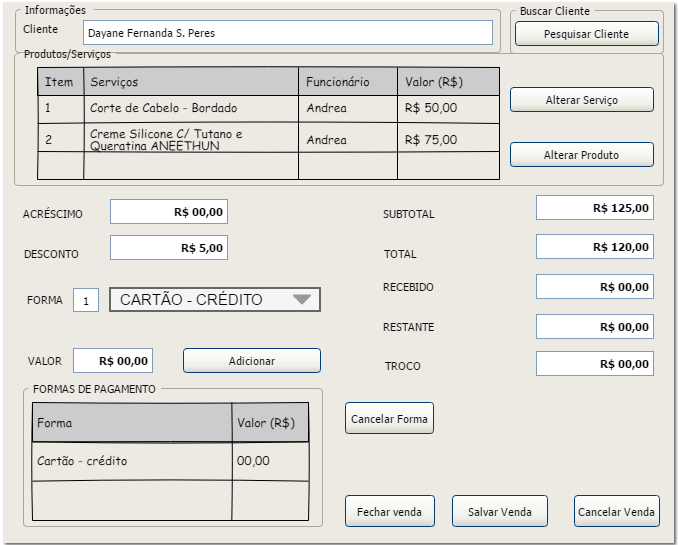 Informações
Buscar Cliente
Cliente
Dayane Fernanda S. Peres
Pesquisar Cliente
Produtos/Serviços
Item Serviços Funcionário Valor (R$)
1 Corte de Cabelo - Bordado Andrea R$ 50,00
2 Creme Silicone C/ Tutano e
Queratina ANEETHUN Andrea R$ 75,00
Alterar Serviço
Alterar Produto
ACRÉSCIMO R$ 00,00
DESCONTO R$ 5,00
FORMA 1 CARTÃO - CRÉDITO
VALOR R$ 00,00 Adicionar
SUBTOTAL R$ 125,00
TOTAL R$ 120,00
RECEBIDO R$ 00,00
RESTANTE R$ 00,00
TROCO R$ 00,00
FORMAS DE PAGAMENTO
Forma Valor (R$)
Cartão - crédito 00,00
Cancelar Forma
Fechar venda
Salvar Venda
Cancelar Venda